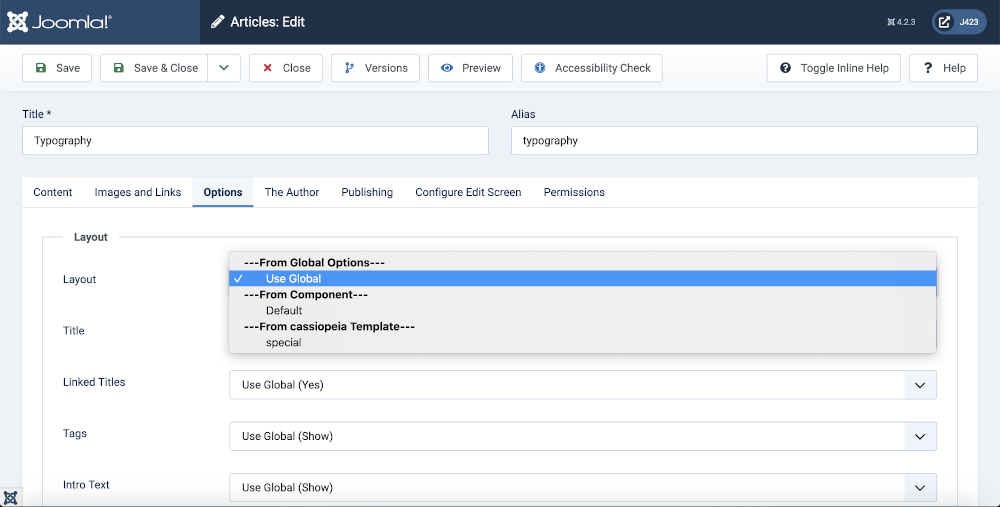 Joomla!® Articles: Edit 4.2.3 J423
Save Save & Close Close Versions Preview Accessibility Check Toggle Inline Help ? Help
Title * Alias
Typography typography
Content Images and Links Options The Author Publishing Configure Edit Screen Permissions
Layout
---From Global Options---
Layout ✓ Use Global
---From Component---
Default
Title ---From cassiopeia Template---
special
Linked Titles Use Global (Yes)
Tags Use Global (Show)
Intro Text Use Global (Show)